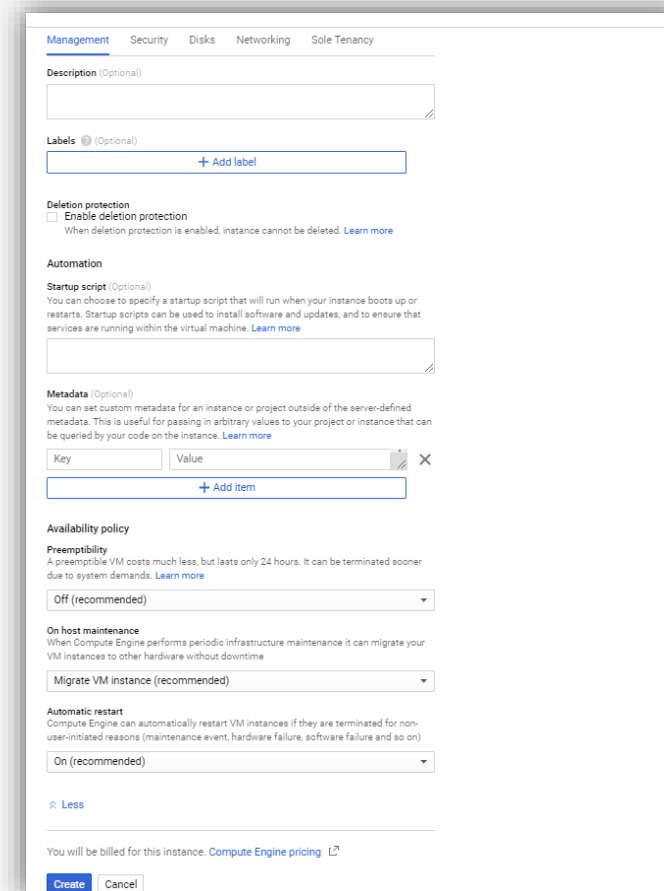 Management Security Disks Networking Sole Tenancy
Description (Optional)
Labels (Optional)
+ Add label
Deletion protection
Enable deletion protection
When deletion protection is enabled, instance cannot be deleted. Learn more
Automation
Startup script (Optional)
You can choose to specify a startup script that will run when your instance boots up or
restarts. Startup scripts can be used to install software and updates, and to ensure that
services are running within the virtual machine. Learn more
Metadata (Optional)
You can set custom metadata for an instance or project outside of the server-defined
metadata. This is useful for passing in arbitrary values to your project or instance that can
be queried by your code on the instance. Learn more
Key Value
+ Add item
Availability policy
Preemptibility
A preemptible VM costs much less, but lasts only 24 hours. It can be terminated sooner
due to system demands. Learn more
Off (recommended)
On host maintenance
When Compute Engine performs periodic infrastructure maintenance it can migrate your
VM instances to other hardware without downtime
Migrate VM instance (recommended)
Automatic restart
Compute Engine can automatically restart VM instances if they are terminated for non-
user-initiated reasons (maintenance event, hardware failure, software failure and so on)
On (recommended)
Less
You will be billed for this instance. Compute Engine pricing
Create Cancel